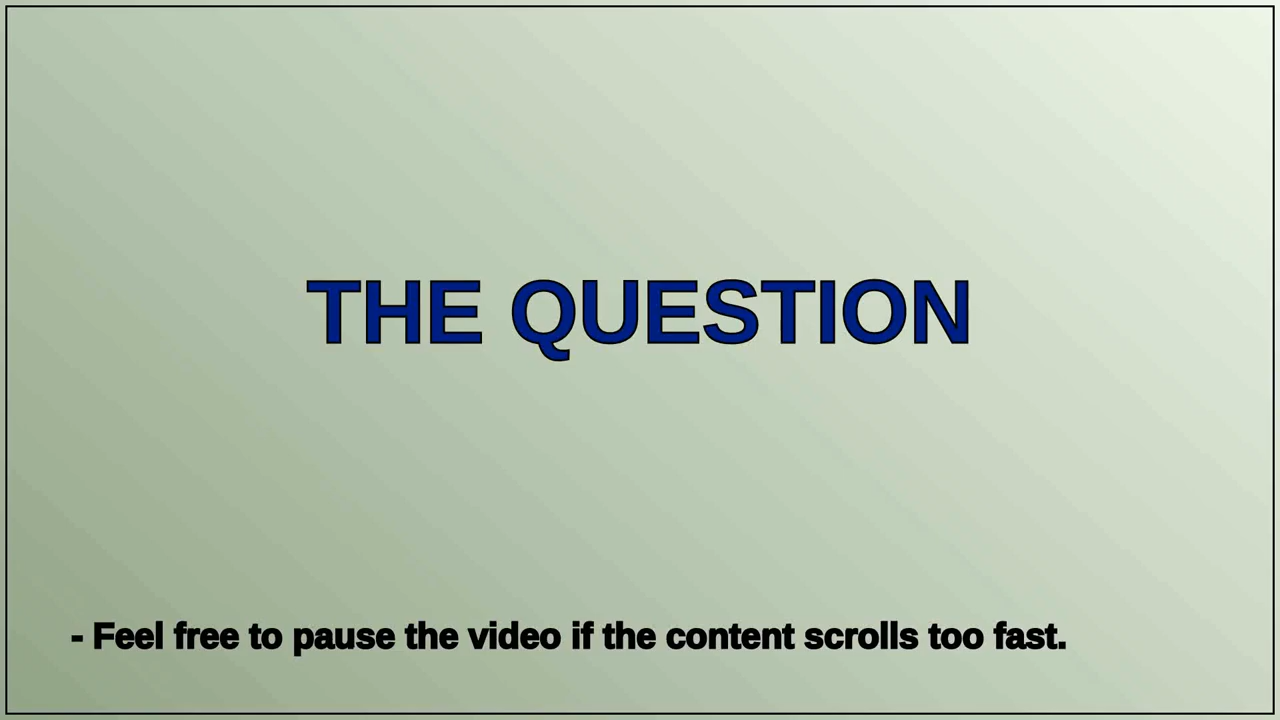 THE QUESTION
- Feel free to pause the video if the content scrolls too fast.